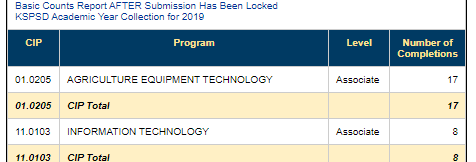 Basic Counts Report AFTER Submission Has Been Locked
KSPSD Academic Year Collection for 2019
CIP Program Level Number of Completions
01.0205 AGRICULTURE EQUIPMENT TECHNOLOGY Associate 17
01.0205 CIP Total 17
11.0103 INFORMATION TECHNOLOGY Associate 8
11.0103 CIP Total 8